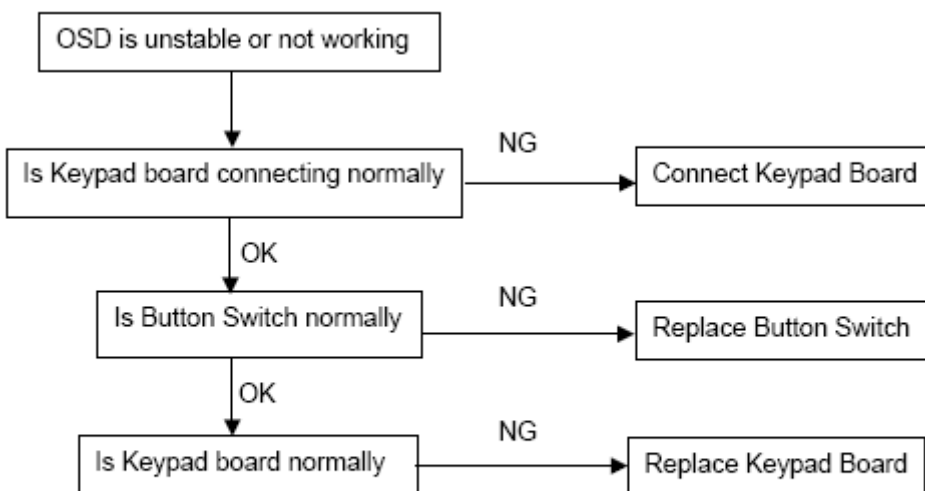 OSD is unstable or not working
NG
Is Keypad board connecting normally
Connect Keypad Board
OK
NG
Is Button Switch normally
Replace Button Switch
OK
NG
Is Keypad board normally
Replace Keypad Board